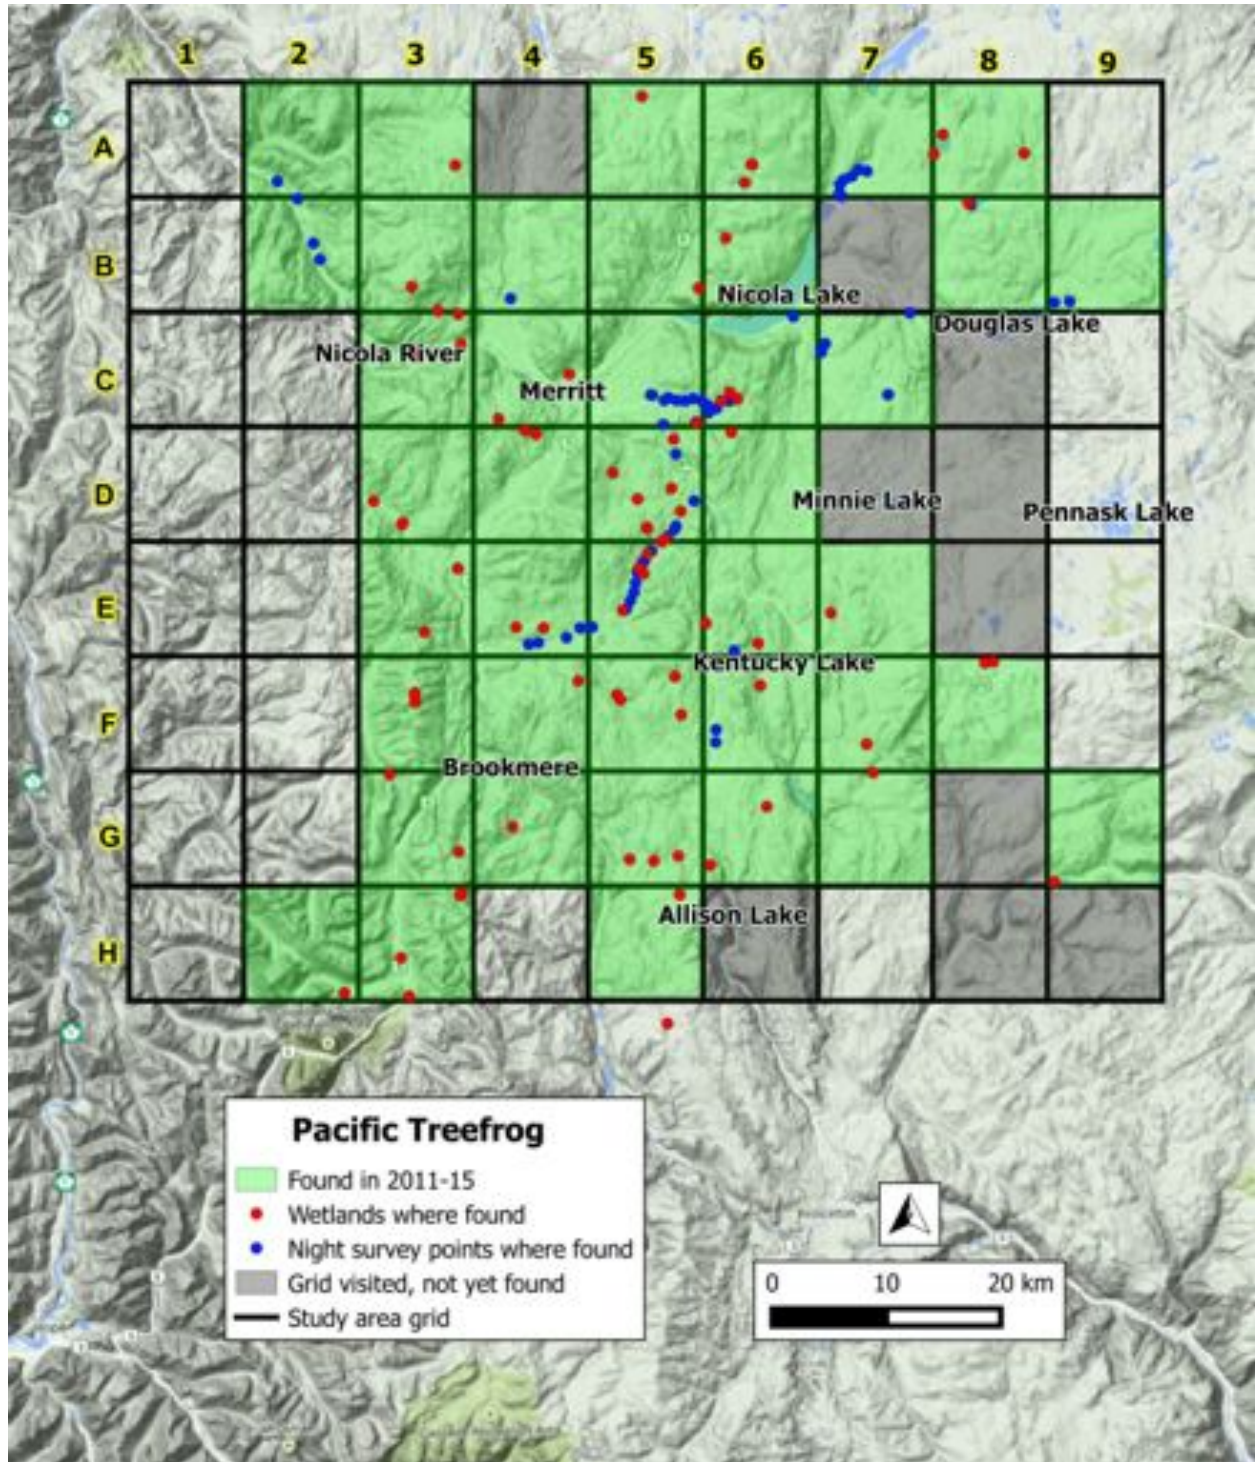 1 2 3 4 5 6 7 8 9
A
B
Nicola Lake
Douglas Lake
Nicola River
C
Merritt
D
Minnie Lake
Pennask Lake
E
Kentucky Lake
F
Brookmere
G
Allison Lake
H
Pacific Treefrog
Found in 2011-15
Wetlands where found
Night survey points where found
Grid visited, not yet found
Study area grid
Princeton
0 10 20 km